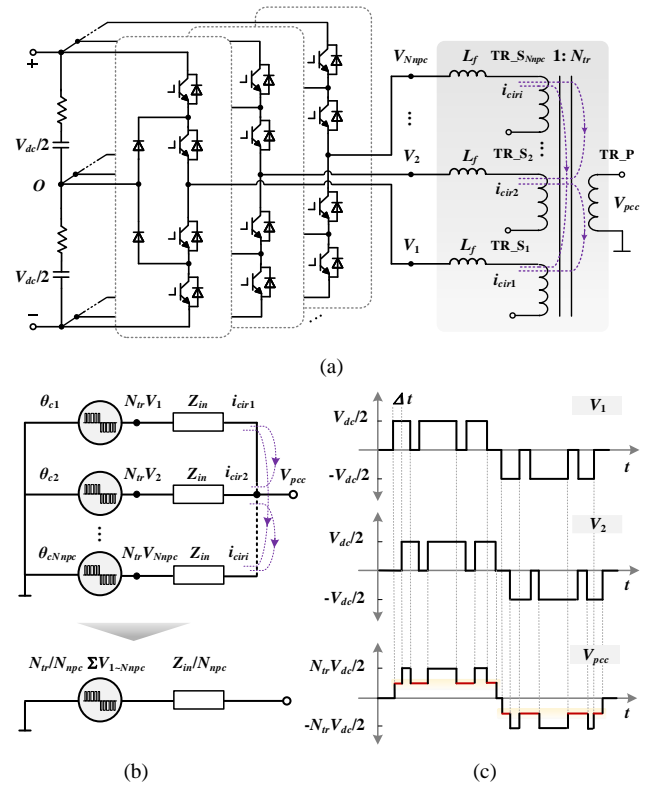 V_Nnpc L_f TR_S_Nnpc 1: N_tr
+
i_ciri
V_dc/2
...
...
V_2 L_f TR_S_2 TR_P
O
i_cir2
V_pcc
V_dc/2
V_1 L_f TR_S_1
i_cir1
−
...
(a)
θ_c1 N_trV_1 Z_in i_cir1
θ_c2 N_trV_2 Z_in i_cir2 V_pcc
...
θ_cNnpc N_trV_Nnpc Z_in i_ciri
N_tr/N_npc ΣV_1~Nnpc Z_in/N_npc
(b)
Δ t
V_1
V_dc/2
t
-V_dc/2
V_2
V_dc/2
t
-V_dc/2
V_pcc
N_trV_dc/2
t
-N_trV_dc/2
(c)